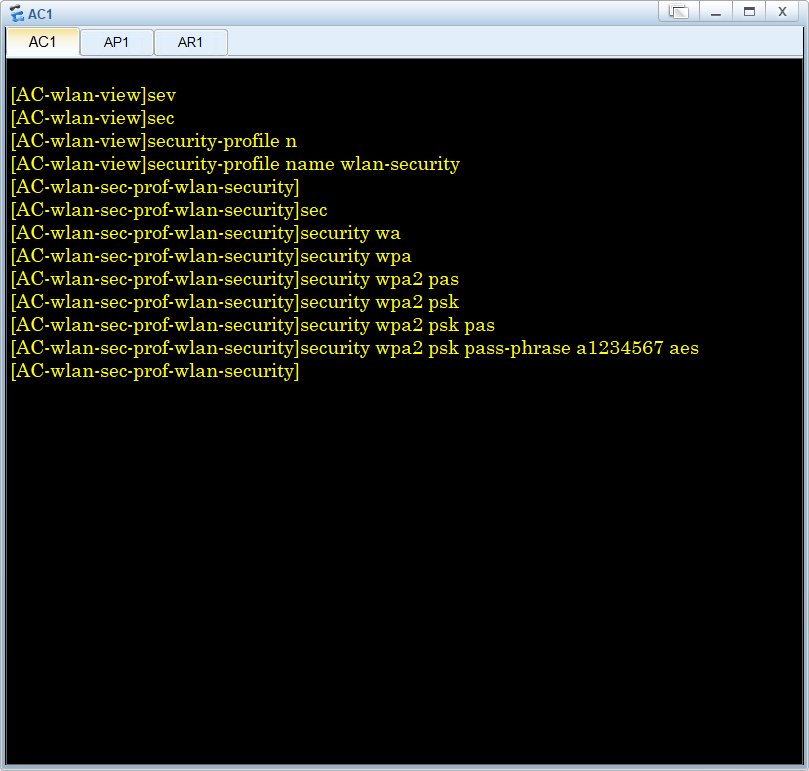 AC1
X
AC1 AP1 AR1
[AC-wlan-view]sev
[AC-wlan-view]sec
[AC-wlan-view]security-profile n
[AC-wlan-view]security-profile name wlan-security
[AC-wlan-sec-prof-wlan-security]
[AC-wlan-sec-prof-wlan-security]sec
[AC-wlan-sec-prof-wlan-security]security wa
[AC-wlan-sec-prof-wlan-security]security wpa
[AC-wlan-sec-prof-wlan-security]security wpa2 pas
[AC-wlan-sec-prof-wlan-security]security wpa2 psk
[AC-wlan-sec-prof-wlan-security]security wpa2 psk pas
[AC-wlan-sec-prof-wlan-security]security wpa2 psk pass-phrase a1234567 aes
[AC-wlan-sec-prof-wlan-security]